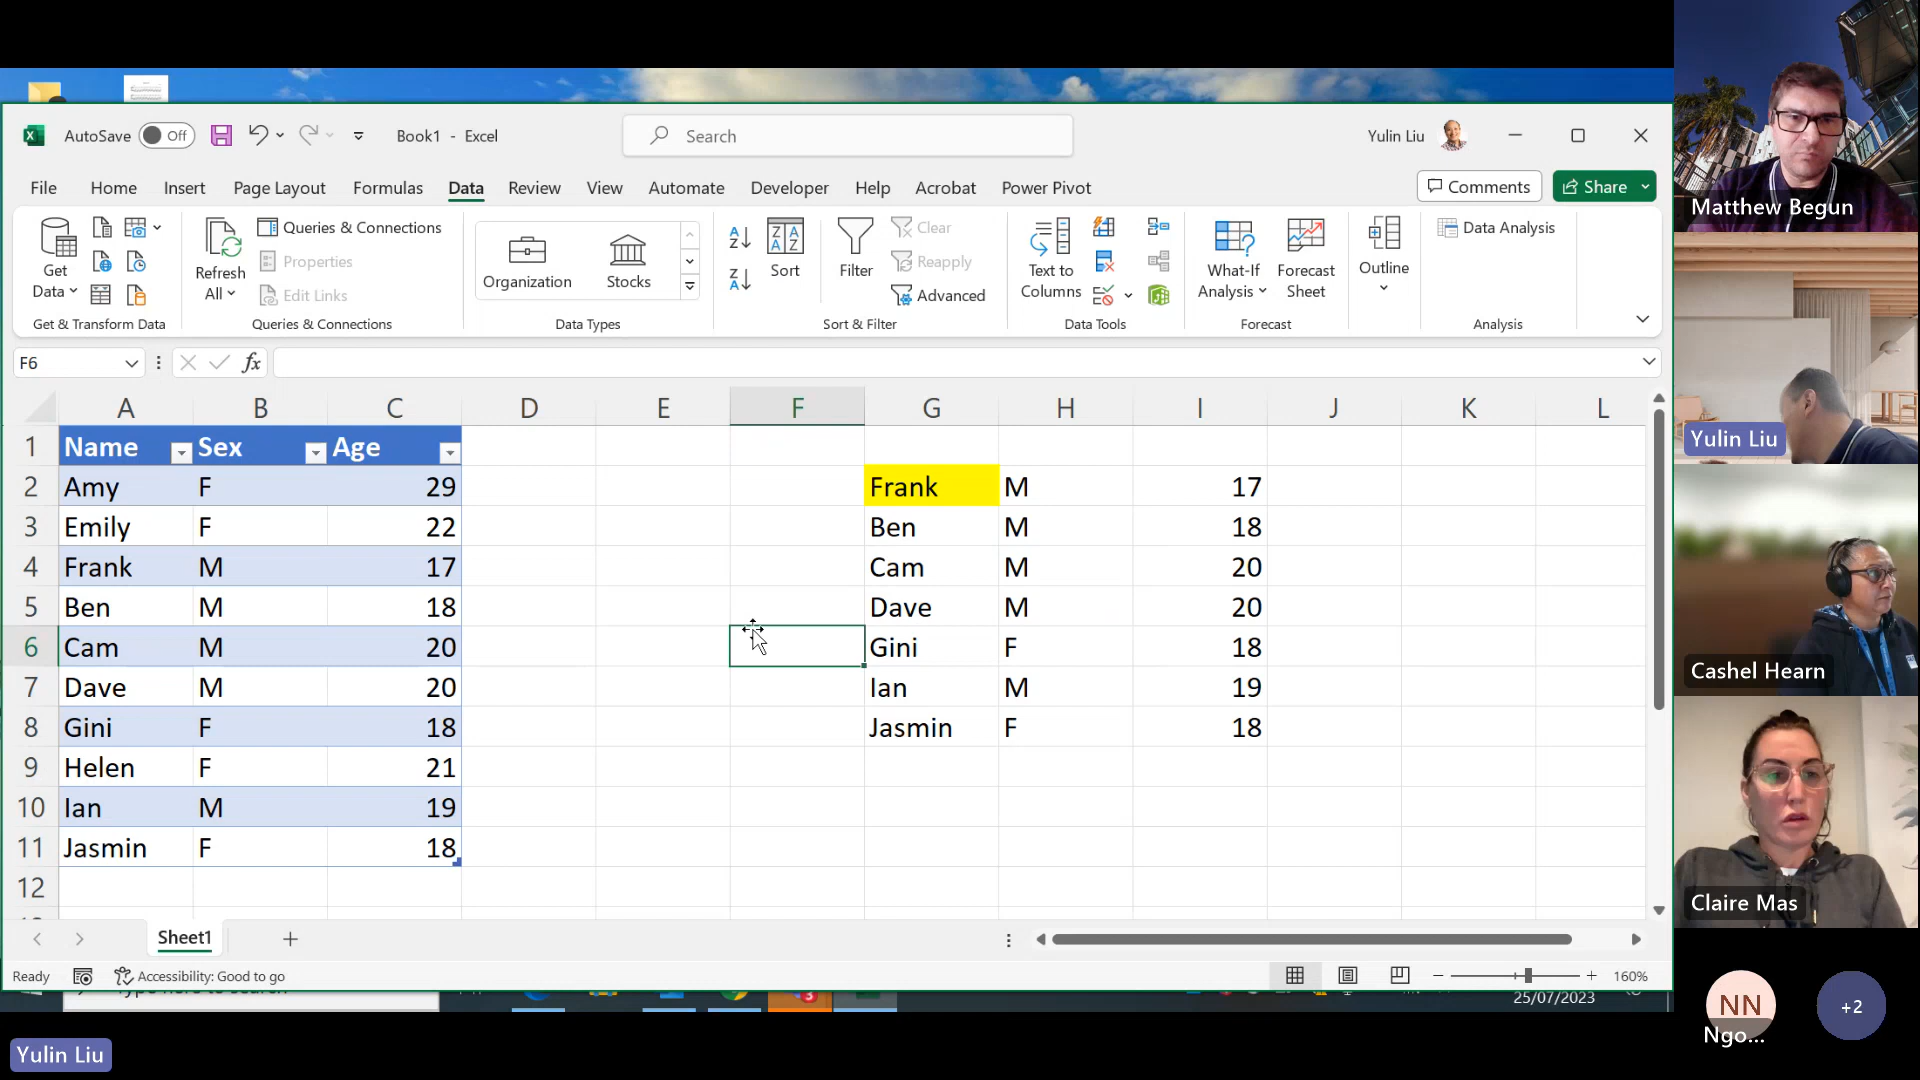 AutoSave Off Book1 - Excel Search Yulin Liu
File Home Insert Page Layout Formulas Data Review View Automate Developer Help Acrobat Power Pivot Comments Share
Get Data
Refresh All
Queries & Connections
Properties
Edit Links
Organization Stocks
Sort Filter
Clear
Reapply
Advanced
Text to Columns
What-If Analysis
Forecast Sheet
Outline
Data Analysis
Get & Transform Data Queries & Connections Data Types Sort & Filter Data Tools Forecast Analysis
F6 fx
A B C D E F G H I J K L
1 Name Sex Age
2 Amy F 29 Frank M 17
3 Emily F 22 Ben M 18
4 Frank M 17 Cam M 20
5 Ben M 18 Dave M 20
6 Cam M 20 Gini F 18
7 Dave M 20 Ian M 19
8 Gini F 18 Jasmin F 18
9 Helen F 21
10 Ian M 19
11 Jasmin F 18
12
Sheet1
Ready Accessibility: Good to go 160%
25/07/2023
Yulin Liu
Matthew Begun
Yulin Liu
Cashel Hearn
Claire Mas
NN +2
Ngo...